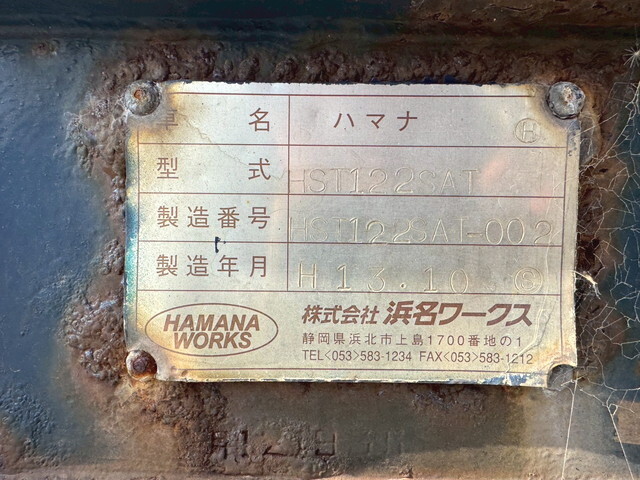 車名 ハマナ Ⓗ
型式 HST122SAT
製造番号 HST122SAT-002
製造年月 H13.10 Ⓢ
HAMANA WORKS
株式会社 浜名ワークス
静岡県浜北市上島1700番地の1
TEL<053>583-1234 FAX<053>583-1212